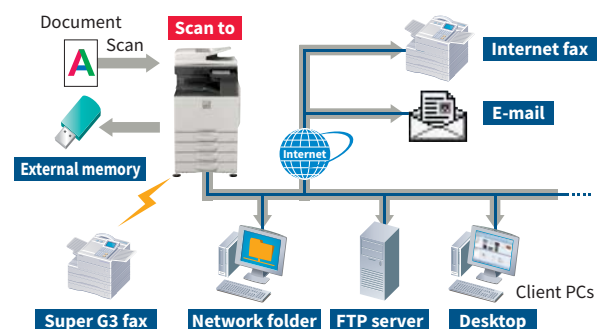 Document
Scan to
Scan
A
Internet fax
E-mail
Internet
External memory
Client PCs
Super G3 fax
Network folder
FTP server
Desktop